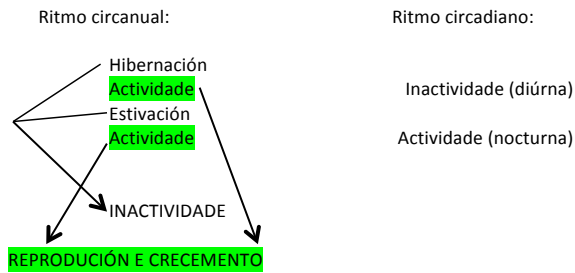 Ritmo circanual:
Ritmo circadiano:
Hibernación
Actividade
Inactividade (diúrna)
Estivación
Actividade
Actividade (nocturna)
INACTIVIDADE
REPRODUCIÓN E CRECEMENTO